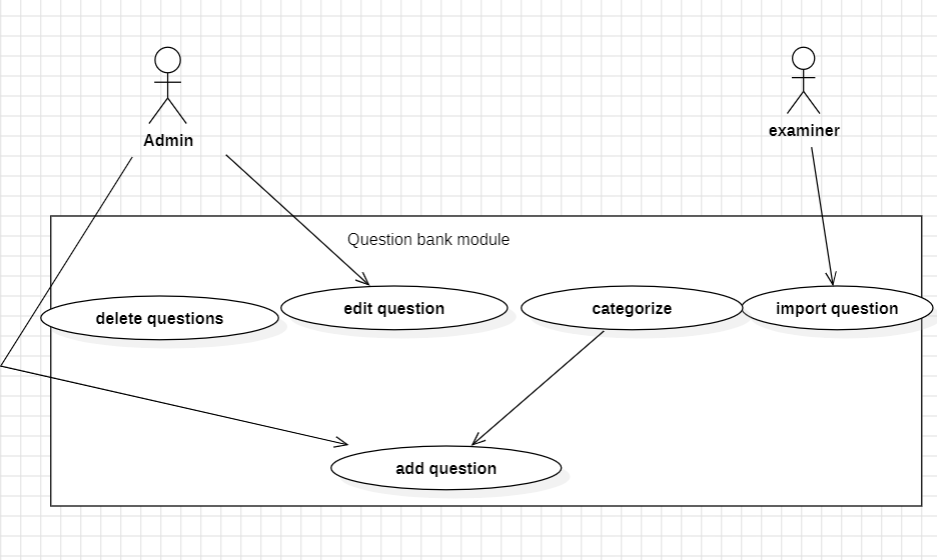 Admin
examiner
Question bank module
delete questions
edit question
categorize
import question
add question